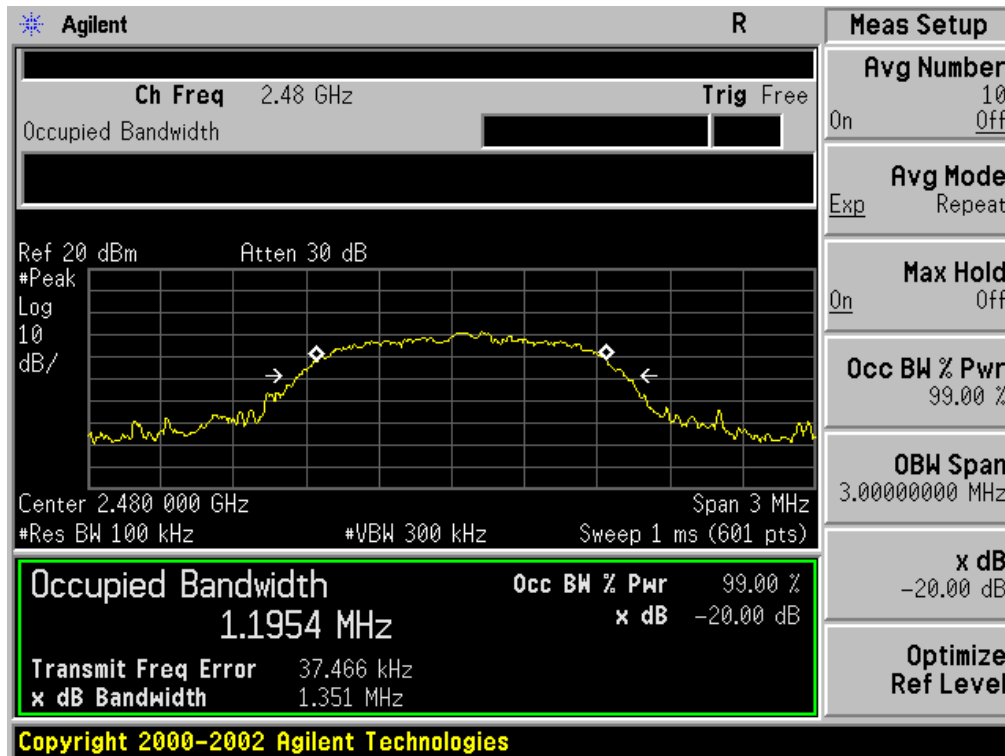 Agilent R
Ch Freq 2.48 GHz Trig Free
Occupied Bandwidth
Ref 20 dBm Atten 30 dB
#Peak
Log
10
dB/
Center 2.480 000 GHz Span 3 MHz
#Res BW 100 kHz #VBW 300 kHz Sweep 1 ms (601 pts)
Occupied Bandwidth
1.1954 MHz
Occ BW % Pwr 99.00 %
x dB -20.00 dB
Transmit Freq Error 37.466 kHz
x dB Bandwidth 1.351 MHz
Copyright 2000-2002 Agilent Technologies
Meas Setup
Avg Number
10
On Off
Avg Mode
Exp Repeat
Max Hold
On Off
Occ BW % Pwr
99.00 %
OBW Span
3.00000000 MHz
x dB
-20.00 dB
Optimize
Ref Level